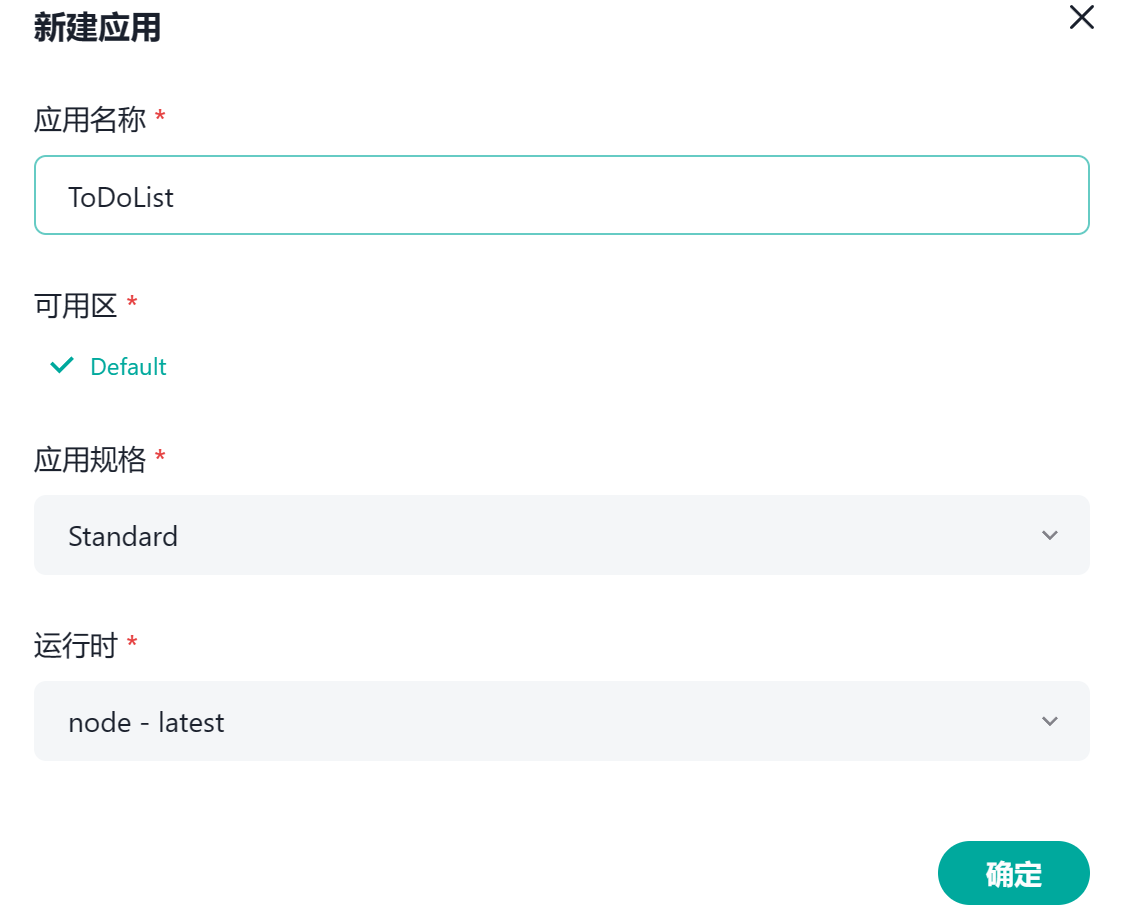 新建应用
应用名称 *
ToDoList
可用区 *
Default
应用规格 *
Standard
运行时 *
node - latest
确定